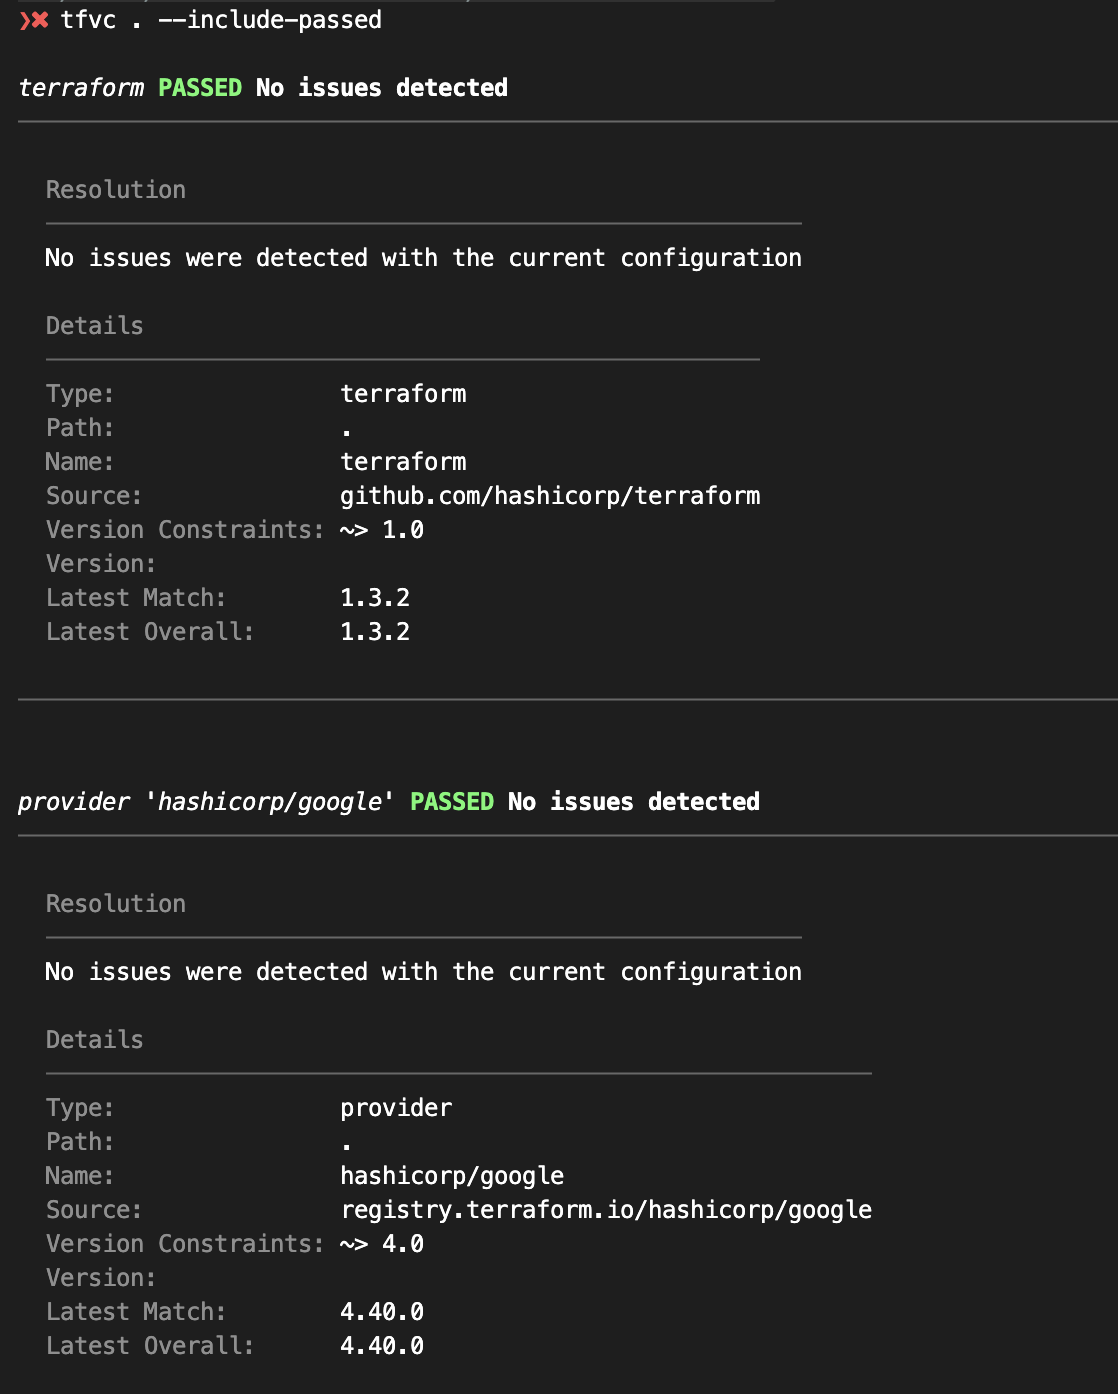 ❯✖ tfvc . --include-passed
terraform PASSED No issues detected
Resolution
No issues were detected with the current configuration
Details
Type: terraform
Path: .
Name: terraform
Source: github.com/hashicorp/terraform
Version Constraints: ~> 1.0
Version:
Latest Match: 1.3.2
Latest Overall: 1.3.2
provider 'hashicorp/google' PASSED No issues detected
Resolution
No issues were detected with the current configuration
Details
Type: provider
Path: .
Name: hashicorp/google
Source: registry.terraform.io/hashicorp/google
Version Constraints: ~> 4.0
Version:
Latest Match: 4.40.0
Latest Overall: 4.40.0